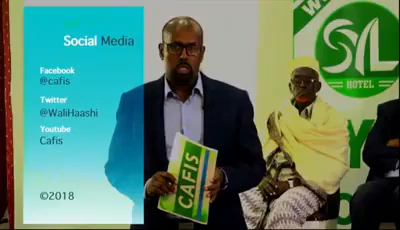 Social Media
Facebook
@cafis
Twitter
@WaliHaashi
Youtube
Cafis
©2018
CAFIS
SYL
HOTEL